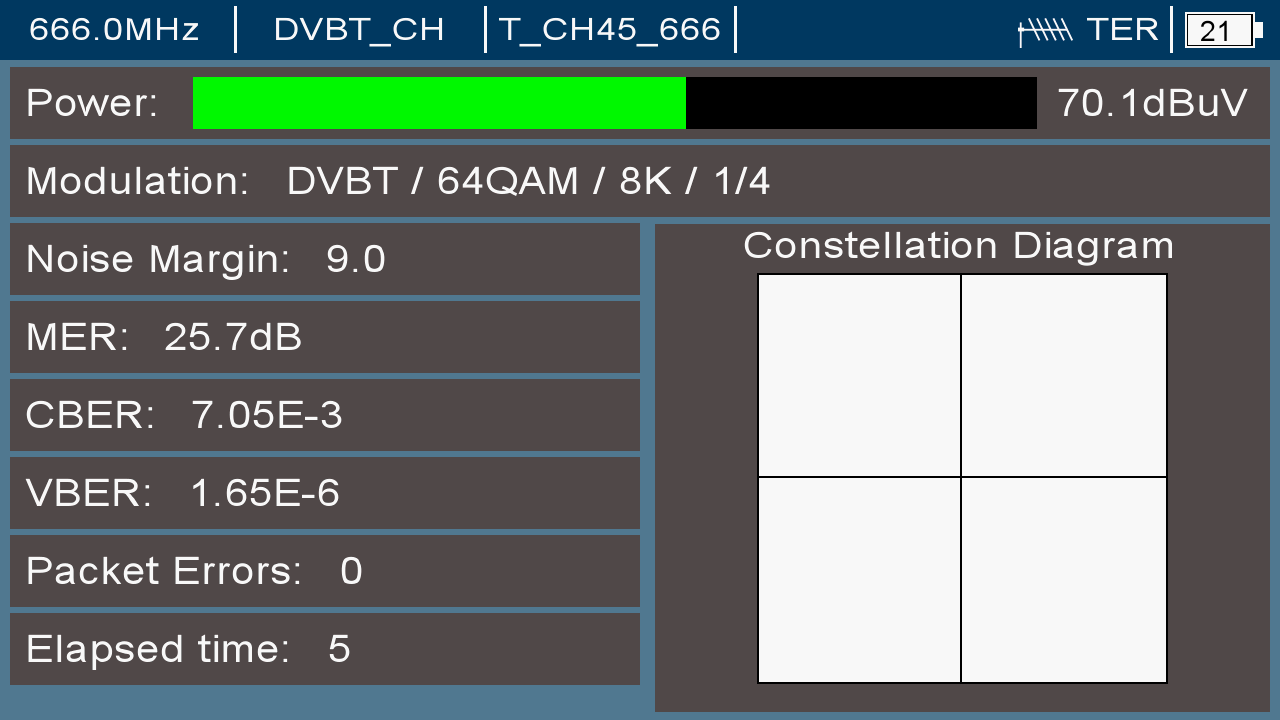 666.0MHz DVBT_CH T_CH45_666 TER 21
Power: 70.1dBuV
Modulation: DVBT / 64QAM / 8K / 1/4
Noise Margin: 9.0
MER: 25.7dB
CBER: 7.05E-3
VBER: 1.65E-6
Packet Errors: 0
Elapsed time: 5
Constellation Diagram